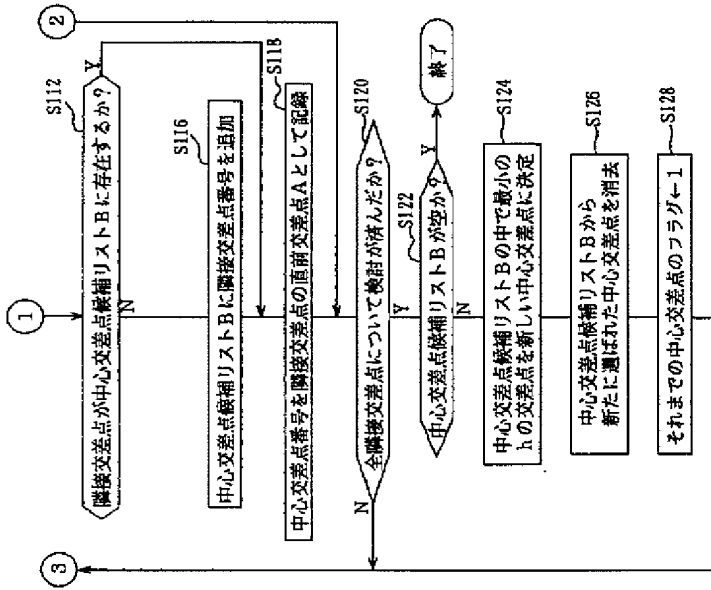 ①
②
S112
隣接交差点が中心交差点候補リストBに存在するか?
Y
N
S116
中心交差点候補リストBに隣接交差点番号を追加
S118
中心交差点番号を隣接交差点の直前交差点Aとして記録
S120
全隣接交差点について検討が済んだか?
N
Y
S122
中心交差点候補リストBが空か?
Y
終了
N
S124
中心交差点候補リストBの中で最小の
hの交差点を新しい中心交差点に決定
S126
中心交差点候補リストBから
新たに選ばれた中心交差点を消去
S128
それまでの中心交差点のフラグ←1
③